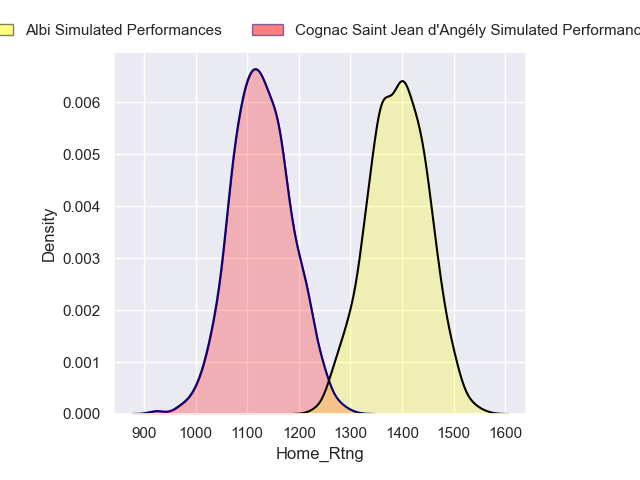 Albi Simulated Performances Cognac Saint Jean d'Angély Simulated Performanc
0.006
0.005
0.004
0.003
0.002
0.001
0.000
Density
900 1000 1100 1200 1300 1400 1500 1600
Home_Rtng